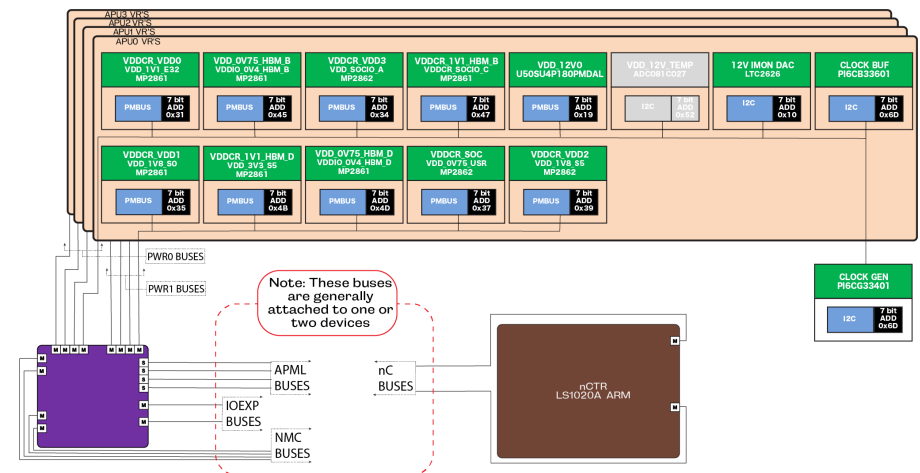 APU3 VR'S
APU2 VR'S
APU1 VR'S
APU0 VR'S
VDDCR_VDD0
VDD_1V1_E32
MP2861
PMBUS
7 bit
ADD
0x31
VDD_0V75_HBM_B
VDDIO_0V4_HBM_B
MP2861
PMBUS
7 bit
ADD
0x45
VDDCR_VDD3
VDD_SOCIO_A
MP2862
PMBUS
7 bit
ADD
0x34
VDDCR_1V1_HBM_B
VDDCR_SOCIO_C
MP2861
PMBUS
7 bit
ADD
0x47
VDD_12V0
U50SU4P180PMDAL
PMBUS
7 bit
ADD
0x19
VDD_12V_TEMP
ADC081C027
I2C
7 bit
ADD
0x52
12V IMON DAC
LTC2626
I2C
7 bit
ADD
0x10
CLOCK BUF
PI6CB33601
I2C
7 bit
ADD
0x6D
VDDCR_VDD1
VDD_1V8_S0
MP2861
PMBUS
7 bit
ADD
0x35
VDDCR_1V1_HBM_D
VDD_3V3_S5
MP2861
PMBUS
7 bit
ADD
0x4B
VDD_0V75_HBM_D
VDDIO_0V4_HBM_D
MP2861
PMBUS
7 bit
ADD
0x4D
VDDCR_SOC
VDD_0V75_USR
MP2862
PMBUS
7 bit
ADD
0x37
VDDCR_VDD2
VDD_1V8_S5
MP2862
PMBUS
7 bit
ADD
0x39
PWR0 BUSES
PWR1 BUSES
CLOCK GEN
PI6CG33401
I2C
7 bit
ADD
0x6D
Note: These buses
are generally
attached to one or
two devices
M M M M M M M M
M
M
M
M
S
S
S
S
M
M
APML
BUSES
IOEXP
BUSES
NMC
BUSES
nC
BUSES
nCTR
LS1020A ARM
M
M